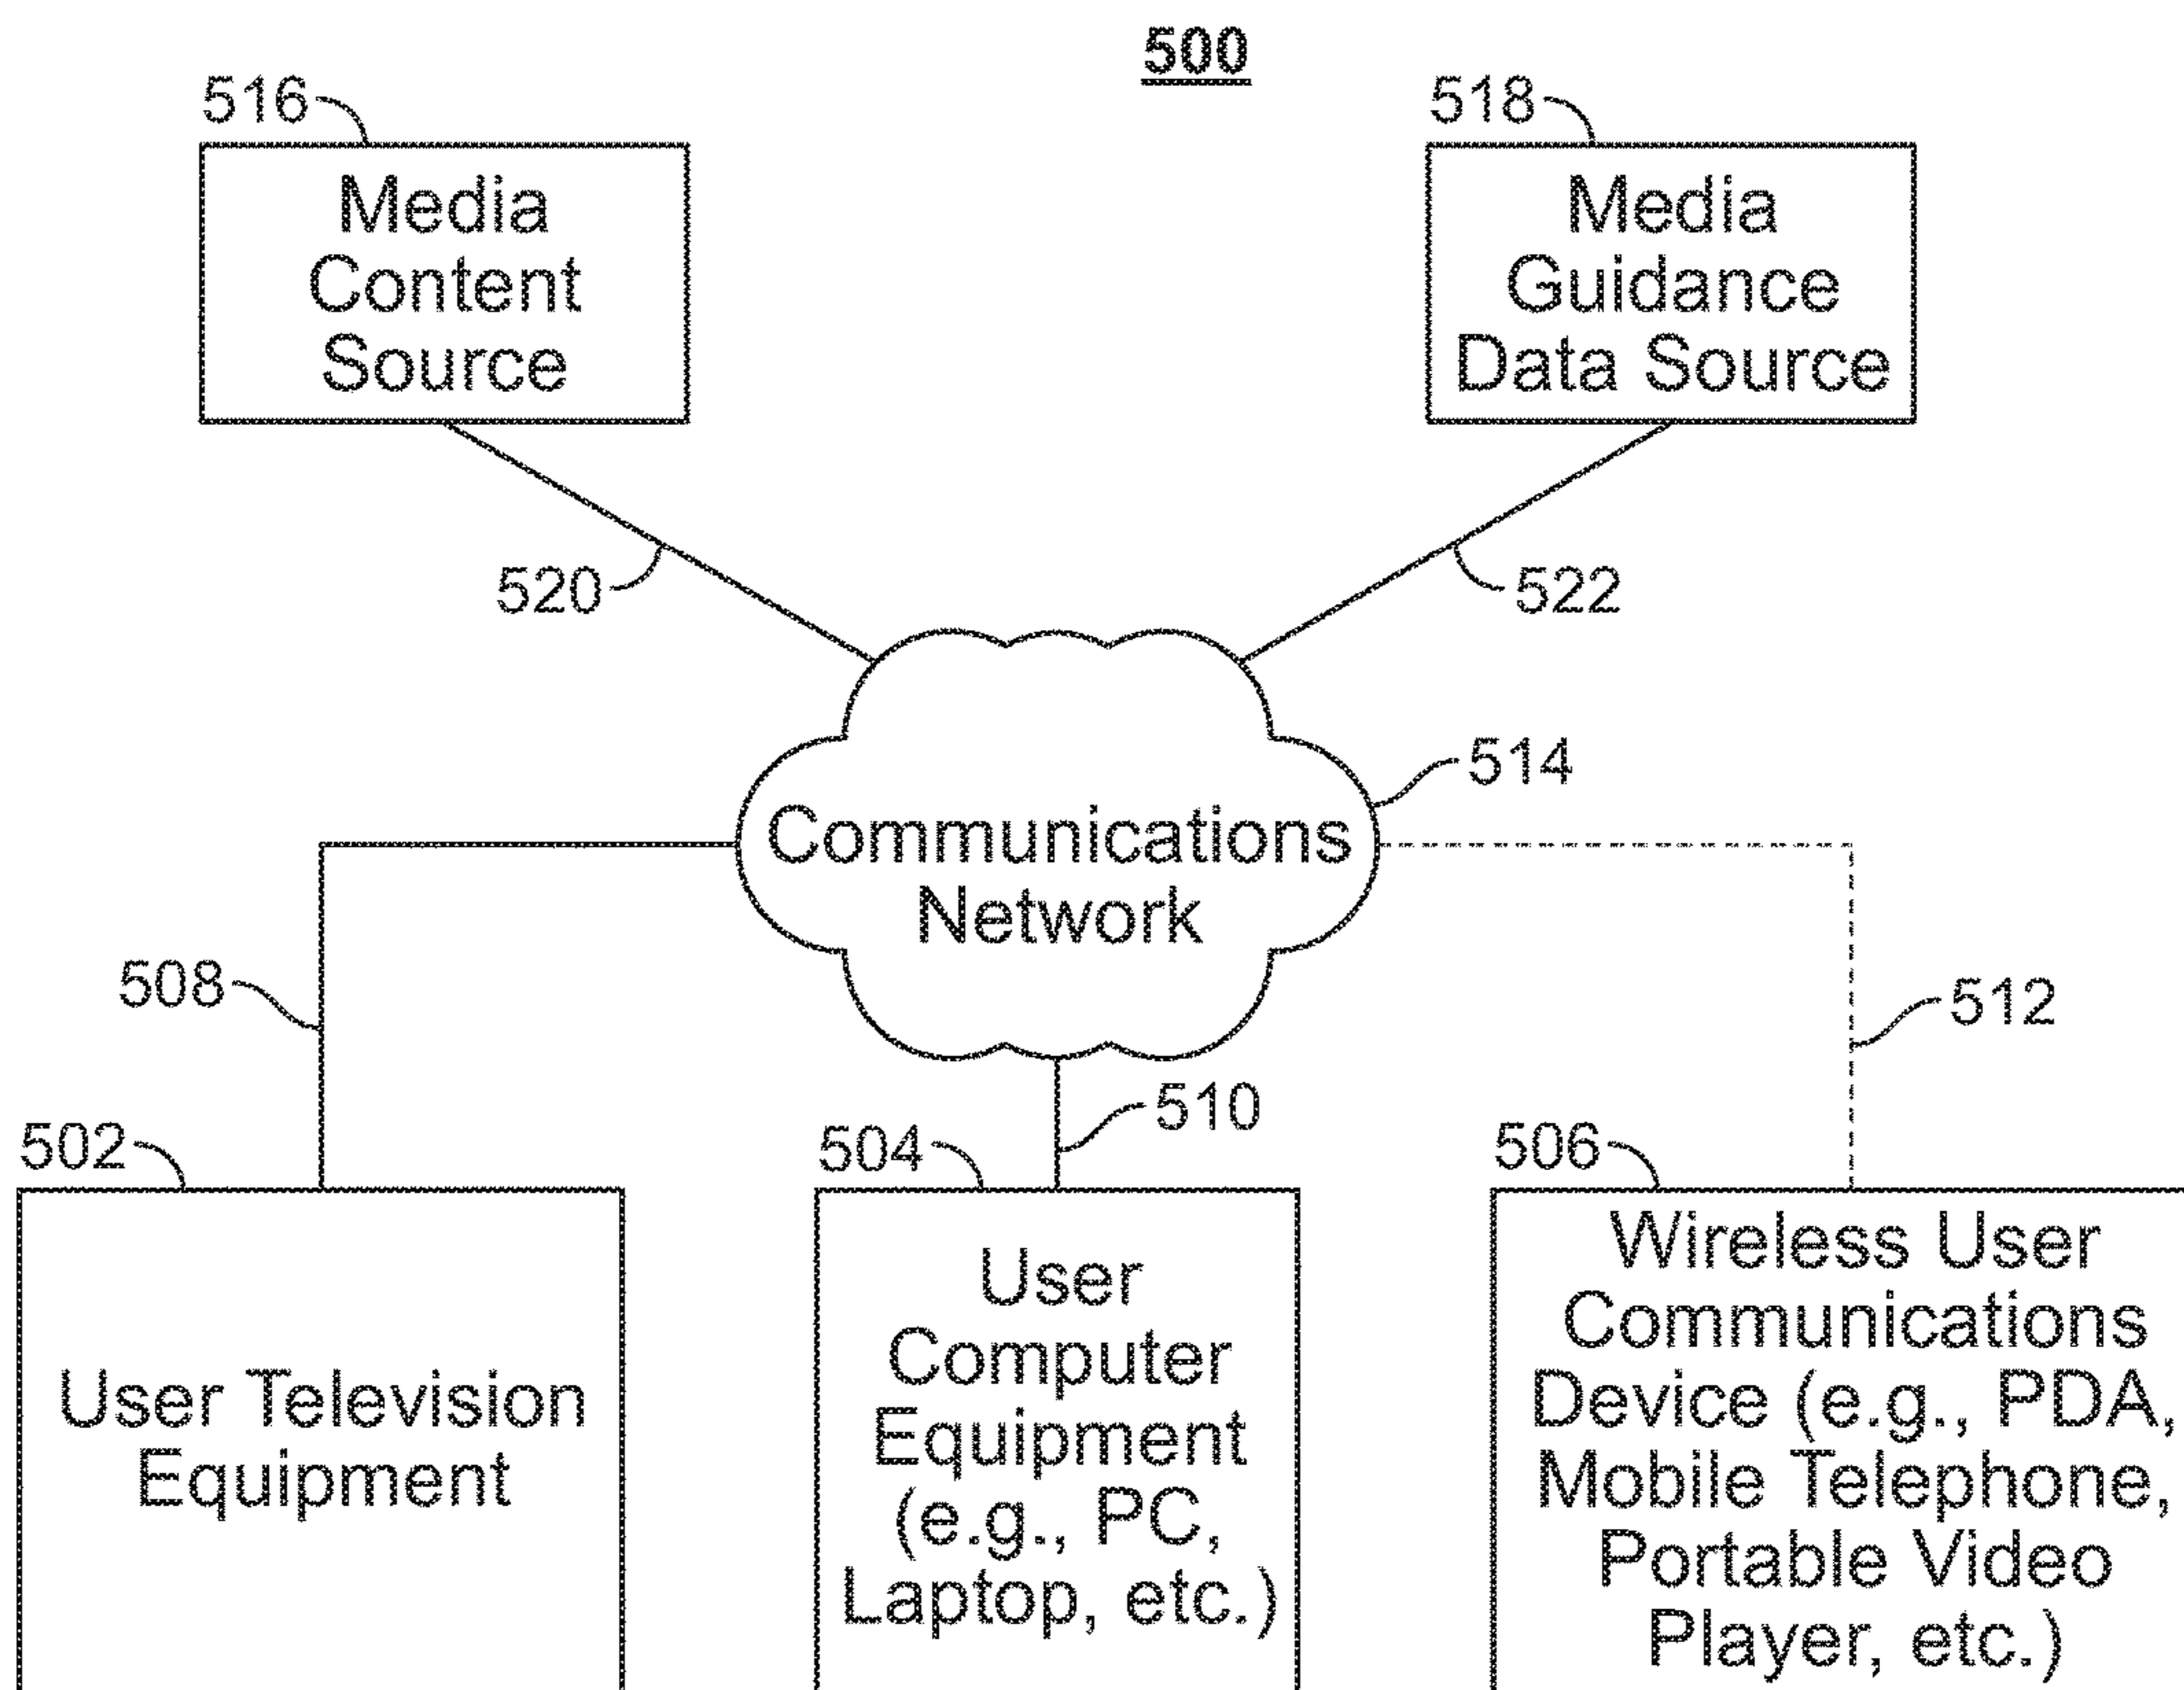 500
516
518
Media
Content
Source
Media
Guidance
Data Source
520
522
514
Communications
Network
508
512
510
502
504
506
User Television
Equipment
User
Computer
Equipment
(e.g., PC,
Laptop, etc.)
Wireless User
Communications
Device (e.g., PDA,
Mobile Telephone,
Portable Video
Player, etc.)